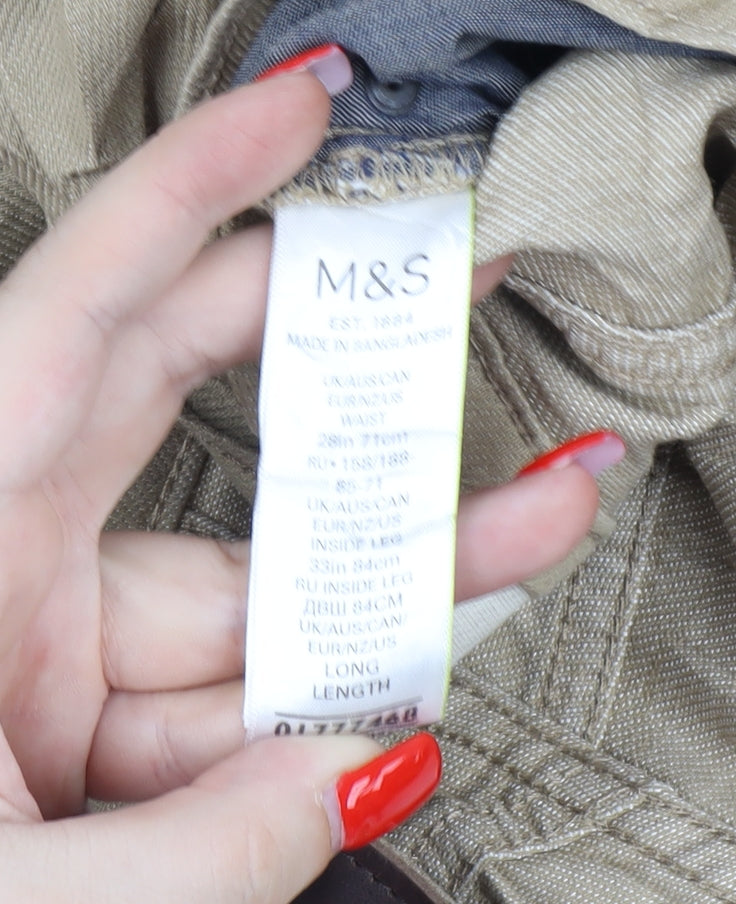 M&S
EST. 1884
MADE IN BANGLADESH
UK/AUS/CAN
EUR/NZ/US
WAIST
28in 71cm
RU• 158/188
85-71
UK/AUS/CAN
EUR/NZ/US
INSIDE LEG
33in 84cm
RU INSIDE LEG
ДВШ 84CM
UK/AUS/CAN/
EUR/NZ/US
LONG
LENGTH